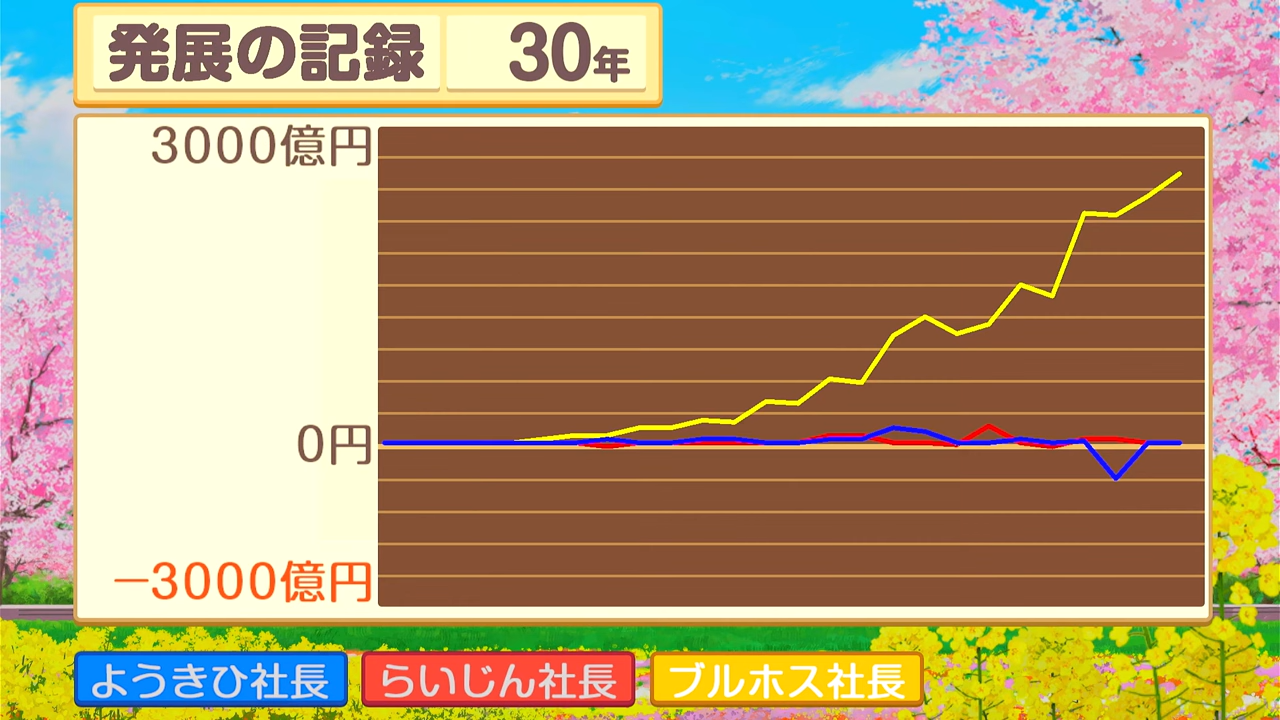 発展の記録 30年
3000億円
0円
−3000億円
ようきひ社長 らいじん社長 ブルホス社長